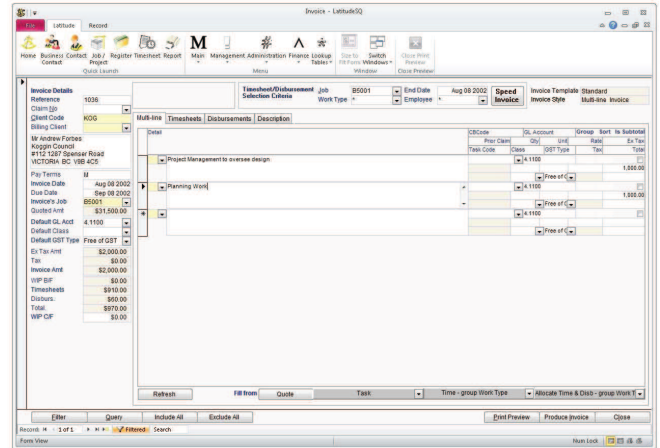 Invoice - LatitudeSQ
File Latitude Record
Home Business Contact Contact Job / Project Register Timesheet Report Main Management Administration Finance Lookup Tables Size to Fit Form Switch Windows Close Print Preview
Quick Launch Menu Window Close Preview
Invoice Details
Reference 1036
Claim No
Client Code KOG
Billing Client
Mr Andrew Forbes
Koggin Council
#112 1287 Spenser Road
VICTORIA BC V9B 4C5
Pay Terms M
Invoice Date Aug 08 2002
Due Date Sep 08 2002
Invoice's Job B5001
Quoted Amt $31,500.00
Default GL Acct 4.1100
Default Class
Default GST Type Free of GST
Ex Tax Amt $2,000.00
Tax $0.00
Invoice Amt $2,000.00
WIP B/F $0.00
Timesheets $910.00
Disburs. $60.00
Total $970.00
WIP C/F $0.00
Timesheet/Disbursement Selection Criteria
Job B5001 End Date Aug 08 2002
Work Type * Employee *
Speed Invoice
Invoice Template Standard
Invoice Style Multi-line Invoice
Multi-line Timesheets Disbursements Description
Detail CBCode GL Account Group Sort Is Subtotal
Prior Claim Qty Unit Rate Ex Tax
Task Code Class GST Type Tax Total
Project Management to oversee design 4.1100
1,000.00
Free of G
Planning Work 4.1100
1,000.00
Free of G
4.1100
Free of G
Refresh Fill from Quote Task Time - group Work Type Allocate Time & Disb - group Work T
Filter Query Include All Exclude All Print Preview Produce Invoice Close
Record: 1 of 1 Filtered Search
Form View Num Lock